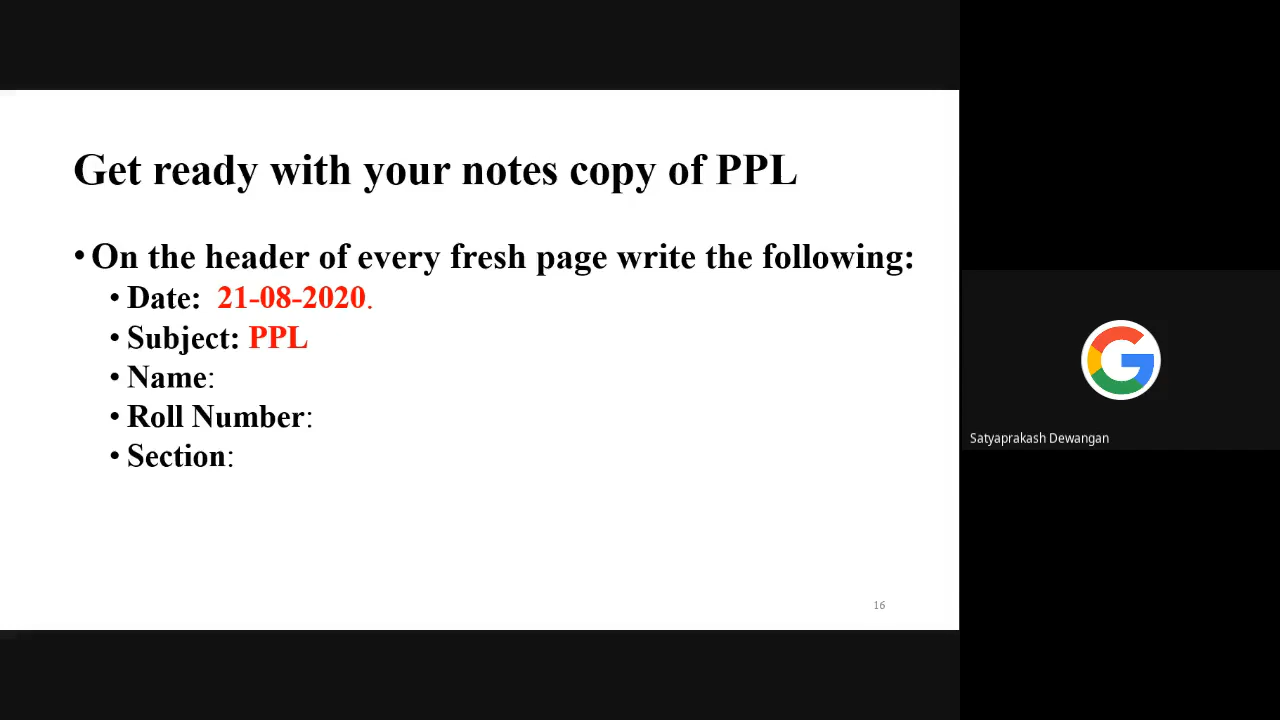 Get ready with your notes copy of PPL
• On the header of every fresh page write the following:
• Date: 21-08-2020.
• Subject: PPL
• Name:
• Roll Number:
• Section:
16
Satyaprakash Dewangan